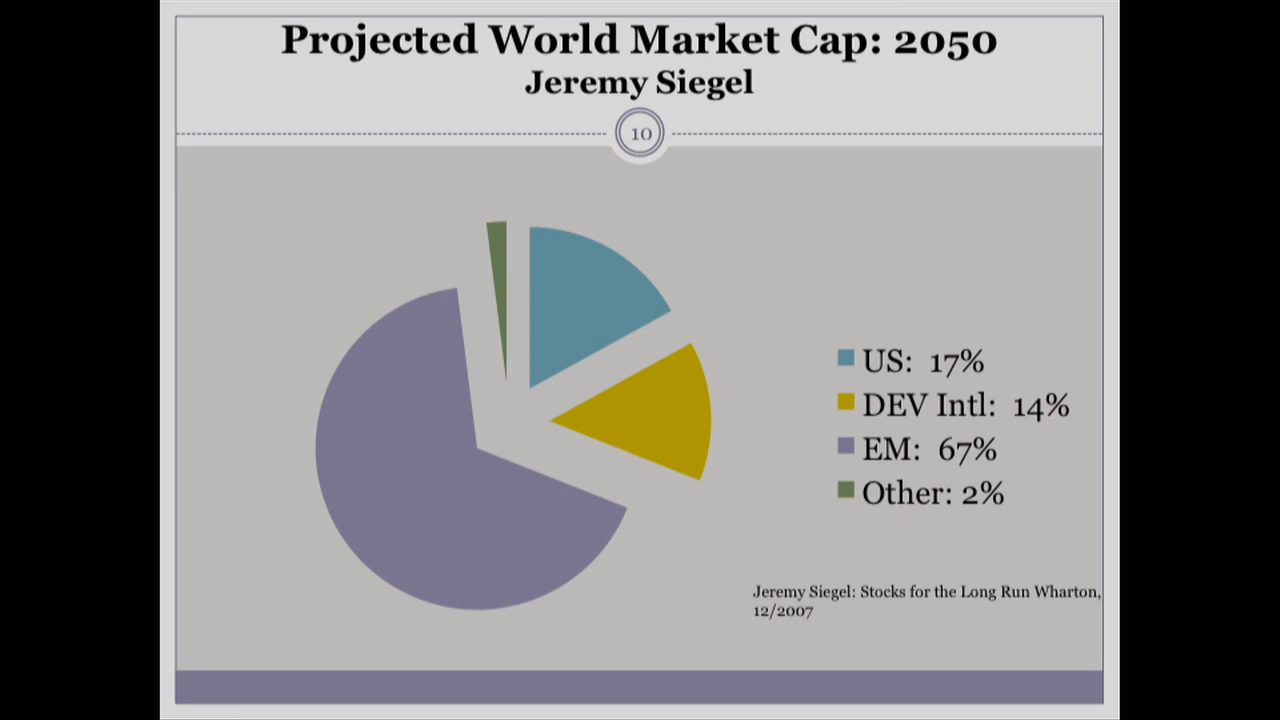 Projected World Market Cap: 2050
Jeremy Siegel
10
US: 17%
DEV Intl: 14%
EM: 67%
Other: 2%
Jeremy Siegel: Stocks for the Long Run Wharton,
12/2007